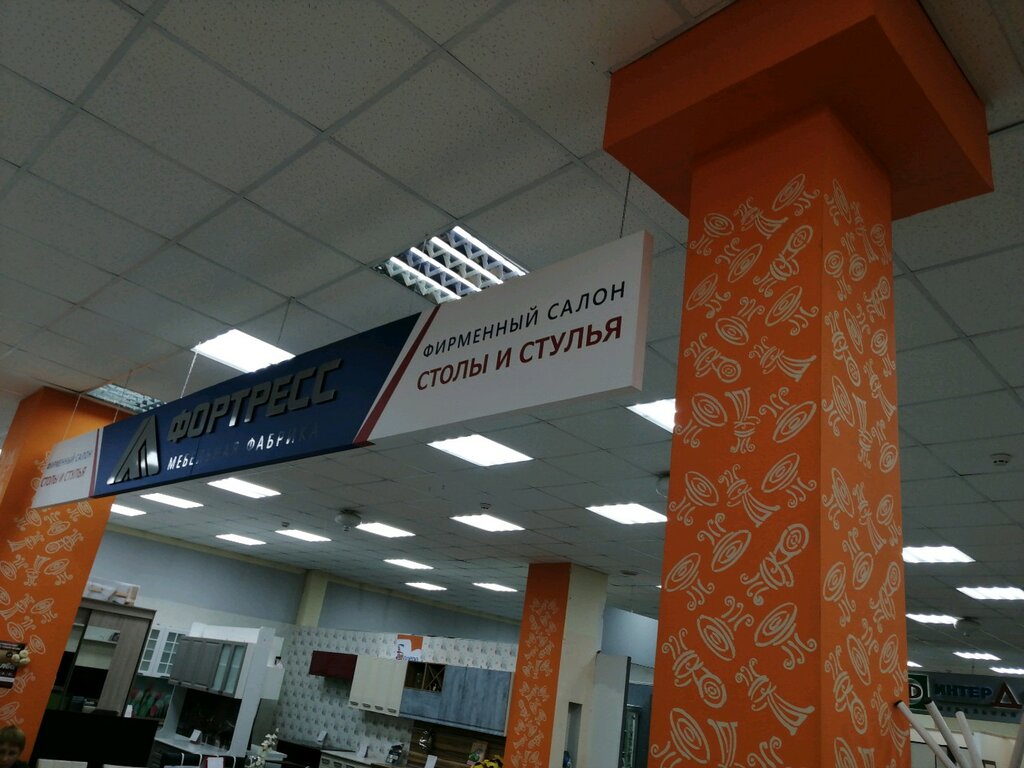 ФИРМЕННЫЙ САЛОН
СТОЛЫ И СТУЛЬЯ
ФОРТРЕСС
МЕБЕЛЬНАЯ ФАБРИКА
ФИРМЕННЫЙ САЛОН
СТОЛЫ И СТУЛЬЯ
ИНТЕР